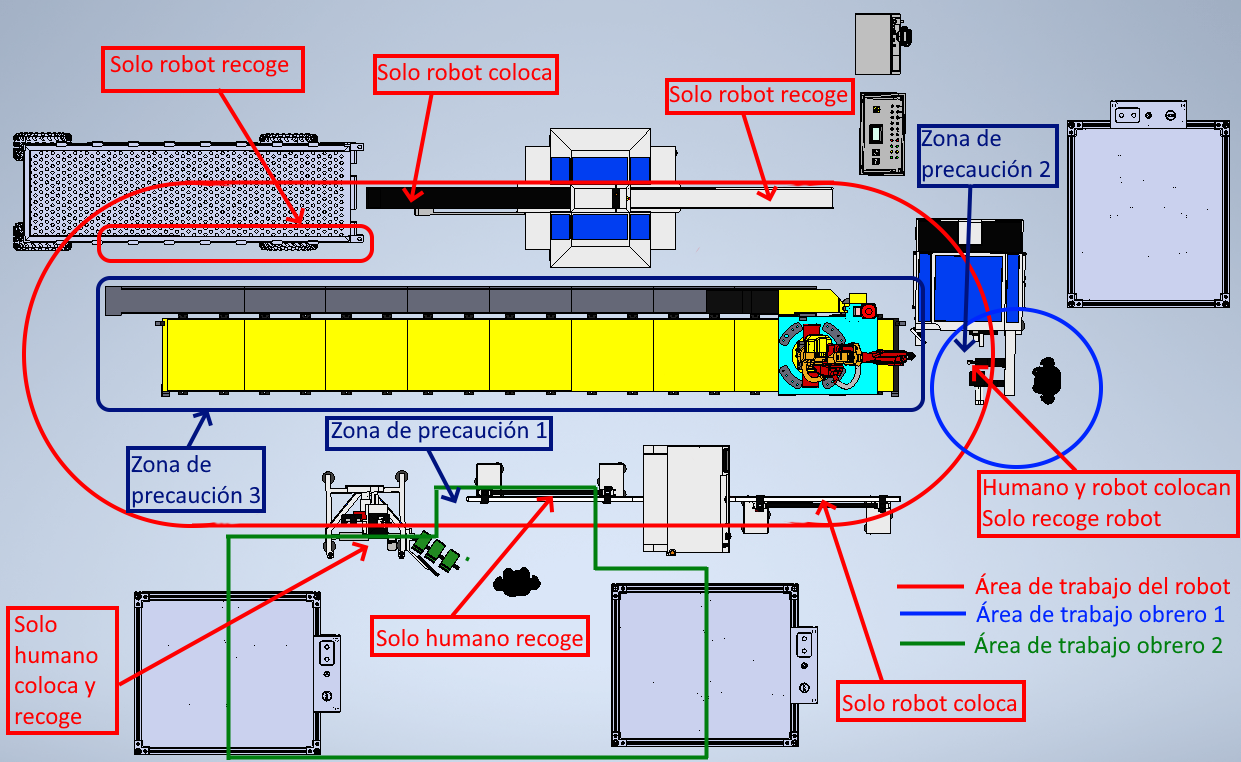 Solo robot recoge
Solo robot coloca
Solo robot recoge
Zona de
precaución 2
Zona de precaución 1
Zona de
precaución 3
Humano y robot colocan
Solo recoge robot
Solo
humano
coloca y
recoge
Solo humano recoge
Solo robot coloca
Área de trabajo del robot
Área de trabajo obrero 1
Área de trabajo obrero 2